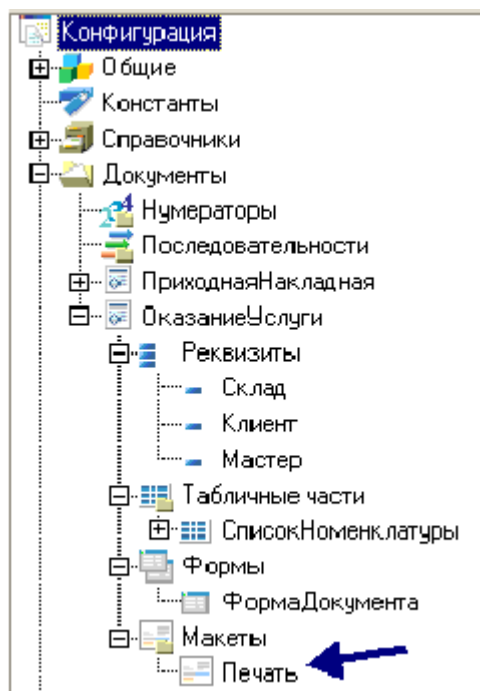 Конфигурация
Общие
Константы
Справочники
Документы
Нумераторы
Последовательности
ПриходнаяНакладная
ОказаниеУслуги
Реквизиты
Склад
Клиент
Мастер
Табличные части
СписокНоменклатуры
Формы
ФормаДокумента
Макеты
Печать